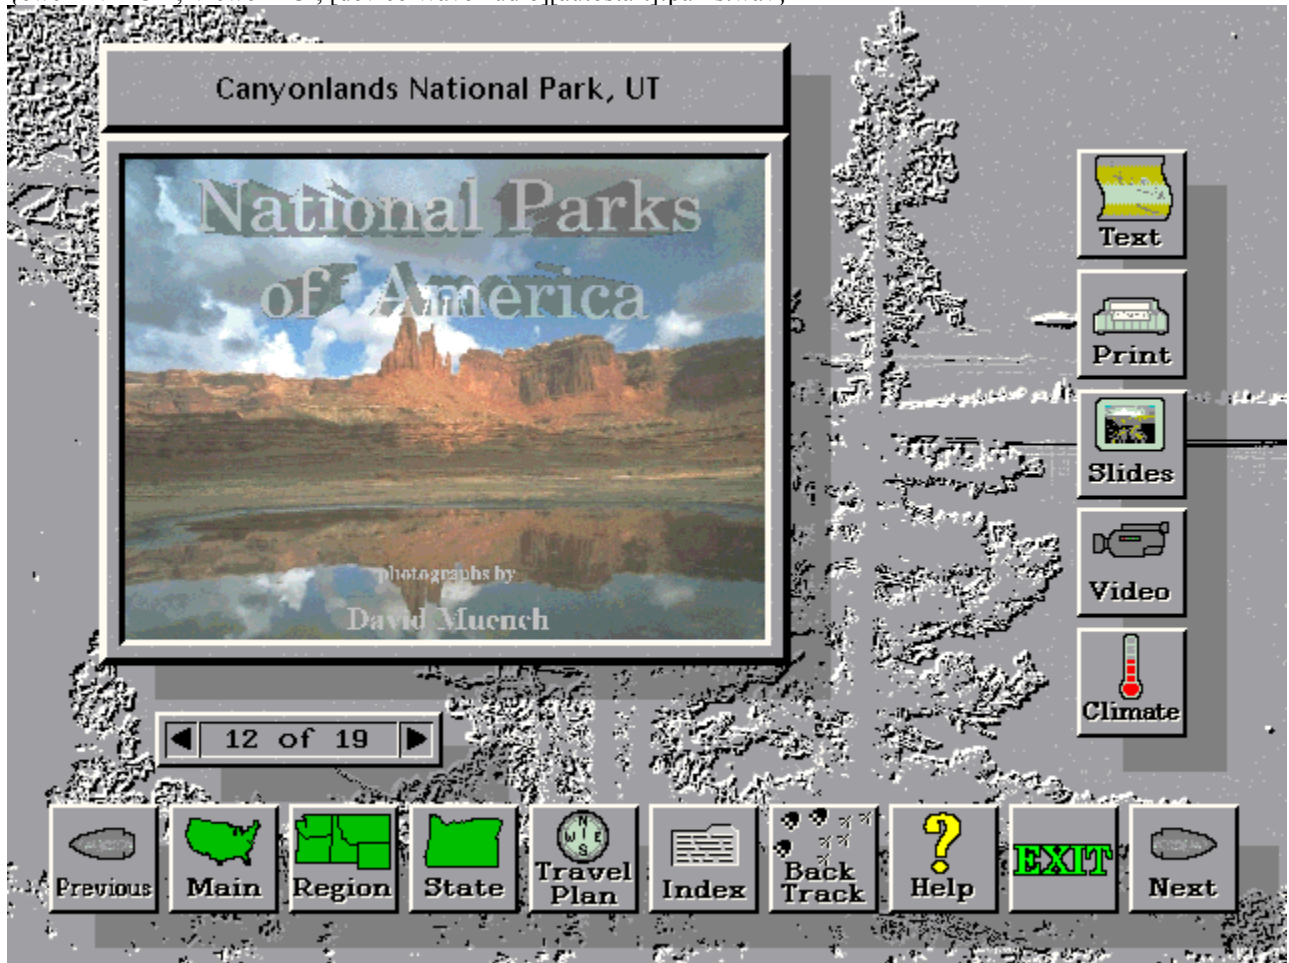 Canyonlands National Park, UT
National Parks
of America
photographs by
David Muench
Text
Print
Slides
Video
Climate
12 of 19
Previous
Main
Region
State
N
W E
S
Travel
Plan
Index
Back
Track
Help
EXIT
Next